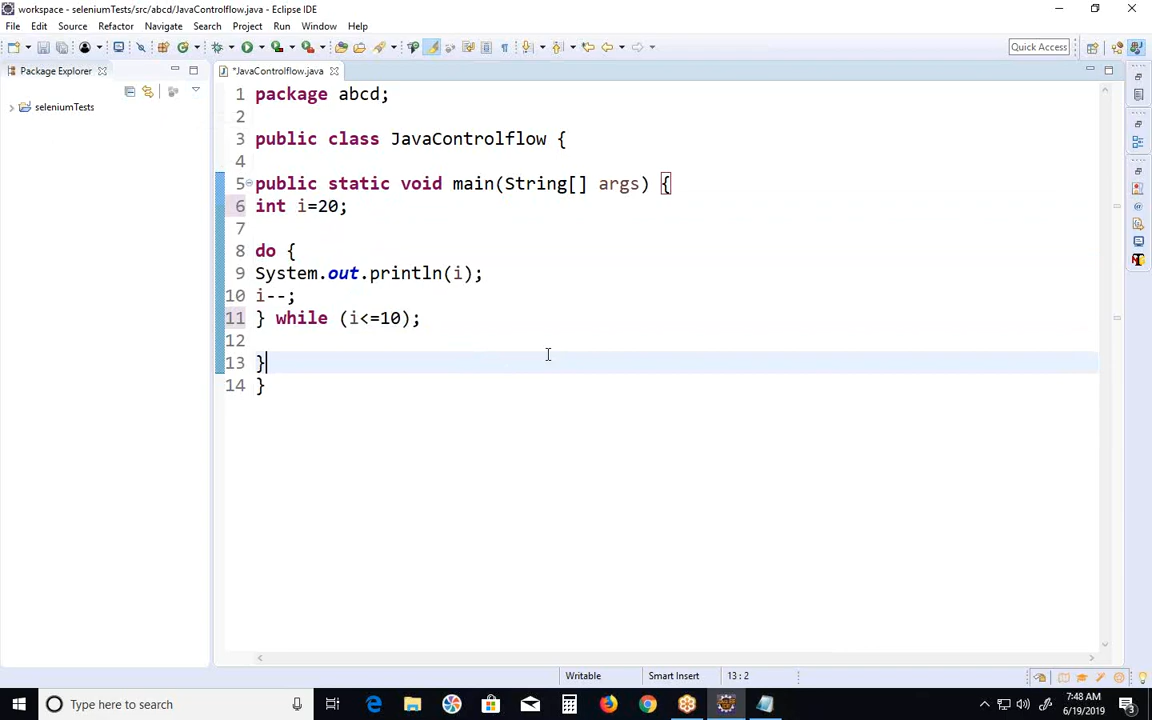 workspace - seleniumTests/src/abcd/JavaControlflow.java - Eclipse IDE
File Edit Source Refactor Navigate Search Project Run Window Help
Quick Access
Package Explorer
*JavaControlflow.java
seleniumTests
1 package abcd;
2
3 public class JavaControlflow {
4
5 public static void main(String[] args) {
6 int i=20;
7
8 do {
9 System.out.println(i);
10 i--;
11 } while (i<=10);
12
13 }
14 }
Writable Smart Insert 13 : 2
Type here to search
7:48 AM
6/19/2019
3